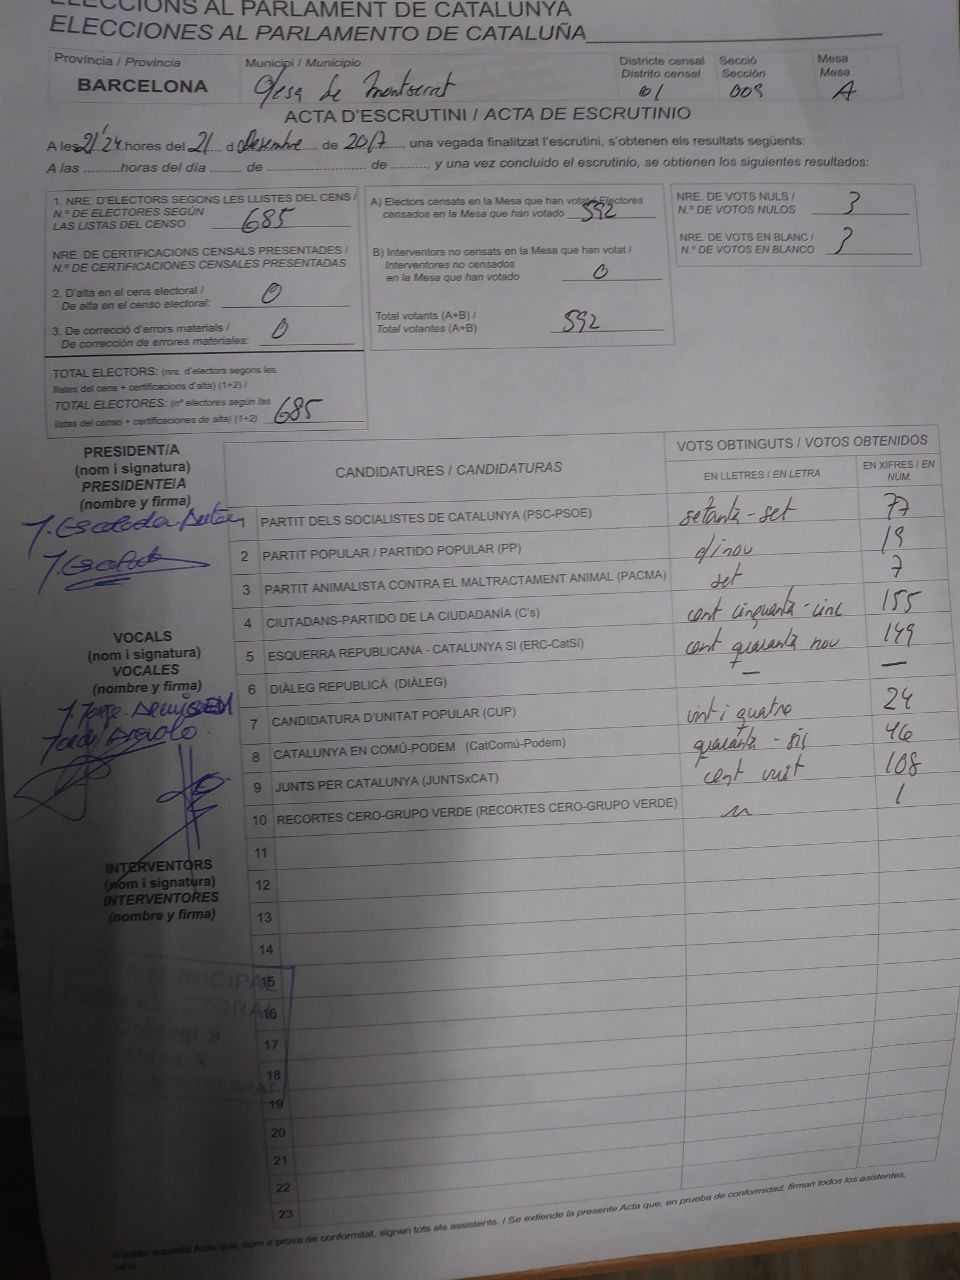 ELECCIONS AL PARLAMENT DE CATALUNYA
ELECCIONES AL PARLAMENTO DE CATALUÑA
Província / Provincia
BARCELONA
Municipi / Municipio
Olesa de Montserrat
Districte censal
Distrito censal
01
Secció
Sección
009
Mesa
Mesa
A
ACTA D'ESCRUTINI / ACTA DE ESCRUTINIO
A les 21'24 hores del 21 d Desembre de 2017, una vegada finalitzat l'escrutini, s'obtenen els resultats següents:
A las .........horas del día ........ de .......................... de .........., y una vez concluido el escrutinio, se obtienen los siguientes resultados:
1. NRE. D'ELECTORS SEGONS LES LLISTES DEL CENS /
N.º DE ELECTORES SEGÚN
LAS LISTAS DEL CENSO 685
NRE. DE CERTIFICACIONS CENSALS PRESENTADES /
N.º DE CERTIFICACIONES CENSALES PRESENTADAS
2. D'alta en el cens electoral /
De alta en el censo electoral: 0
3. De correcció d'errors materials /
De corrección de errores materiales: 0
TOTAL ELECTORS: (nre. d'electors segons les
llistes del cens + certificacions d'alta) (1+2) /
TOTAL ELECTORES: (nº electores según las
listas del censo + certificaciones de alta) (1+2) 685
A) Electors censats en la Mesa que han votat / Electores
censados en la Mesa que han votado 592
B) Interventors no censats en la Mesa que han votat /
Interventores no censados
en la Mesa que han votado 0
Total votants (A+B) /
Total votantes (A+B) 592
NRE. DE VOTS NULS /
N.º DE VOTOS NULOS 3
NRE. DE VOTS EN BLANC /
N.º DE VOTOS EN BLANCO 3
PRESIDENT/A
(nom i signatura)
PRESIDENTE/A
(nombre y firma)
VOCALS
(nom i signatura)
VOCALES
(nombre y firma)
INTERVENTORS
(nom i signatura)
INTERVENTORES
(nombre y firma)
CANDIDATURES / CANDIDATURAS
VOTS OBTINGUTS / VOTOS OBTENIDOS
EN LLETRES / EN LETRA
EN XIFRES / EN NÚM.
1 PARTIT DELS SOCIALISTES DE CATALUNYA (PSC-PSOE) setanta-set 77
2 PARTIT POPULAR / PARTIDO POPULAR (PP) dinou 19
3 PARTIT ANIMALISTA CONTRA EL MALTRACTAMENT ANIMAL (PACMA) set 7
4 CIUTADANS-PARTIDO DE LA CIUDADANÍA (C's) cent cinquanta-cinc 155
5 ESQUERRA REPUBLICANA - CATALUNYA SI (ERC-CatSí) cent quaranta nou 149
6 DIÀLEG REPUBLICÀ (DIÀLEG) — —
7 CANDIDATURA D'UNITAT POPULAR (CUP) vint i quatre 24
8 CATALUNYA EN COMÚ-PODEM (CatComú-Podem) quaranta-sis 46
9 JUNTS PER CATALUNYA (JUNTSxCAT) cent vuit 108
10 RECORTES CERO-GRUPO VERDE (RECORTES CERO-GRUPO VERDE) un 1
11
12
13
14
15
16
17
18
19
20
21
22
23
MUNICIPAL
Col·legi 9
Mesa A
MONTSERRAT
S'estén aquesta Acta que, com a prova de conformitat, signen tots els assistents. / Se extiende la presente Acta que, en prueba de conformidad, firman todos los asistentes.